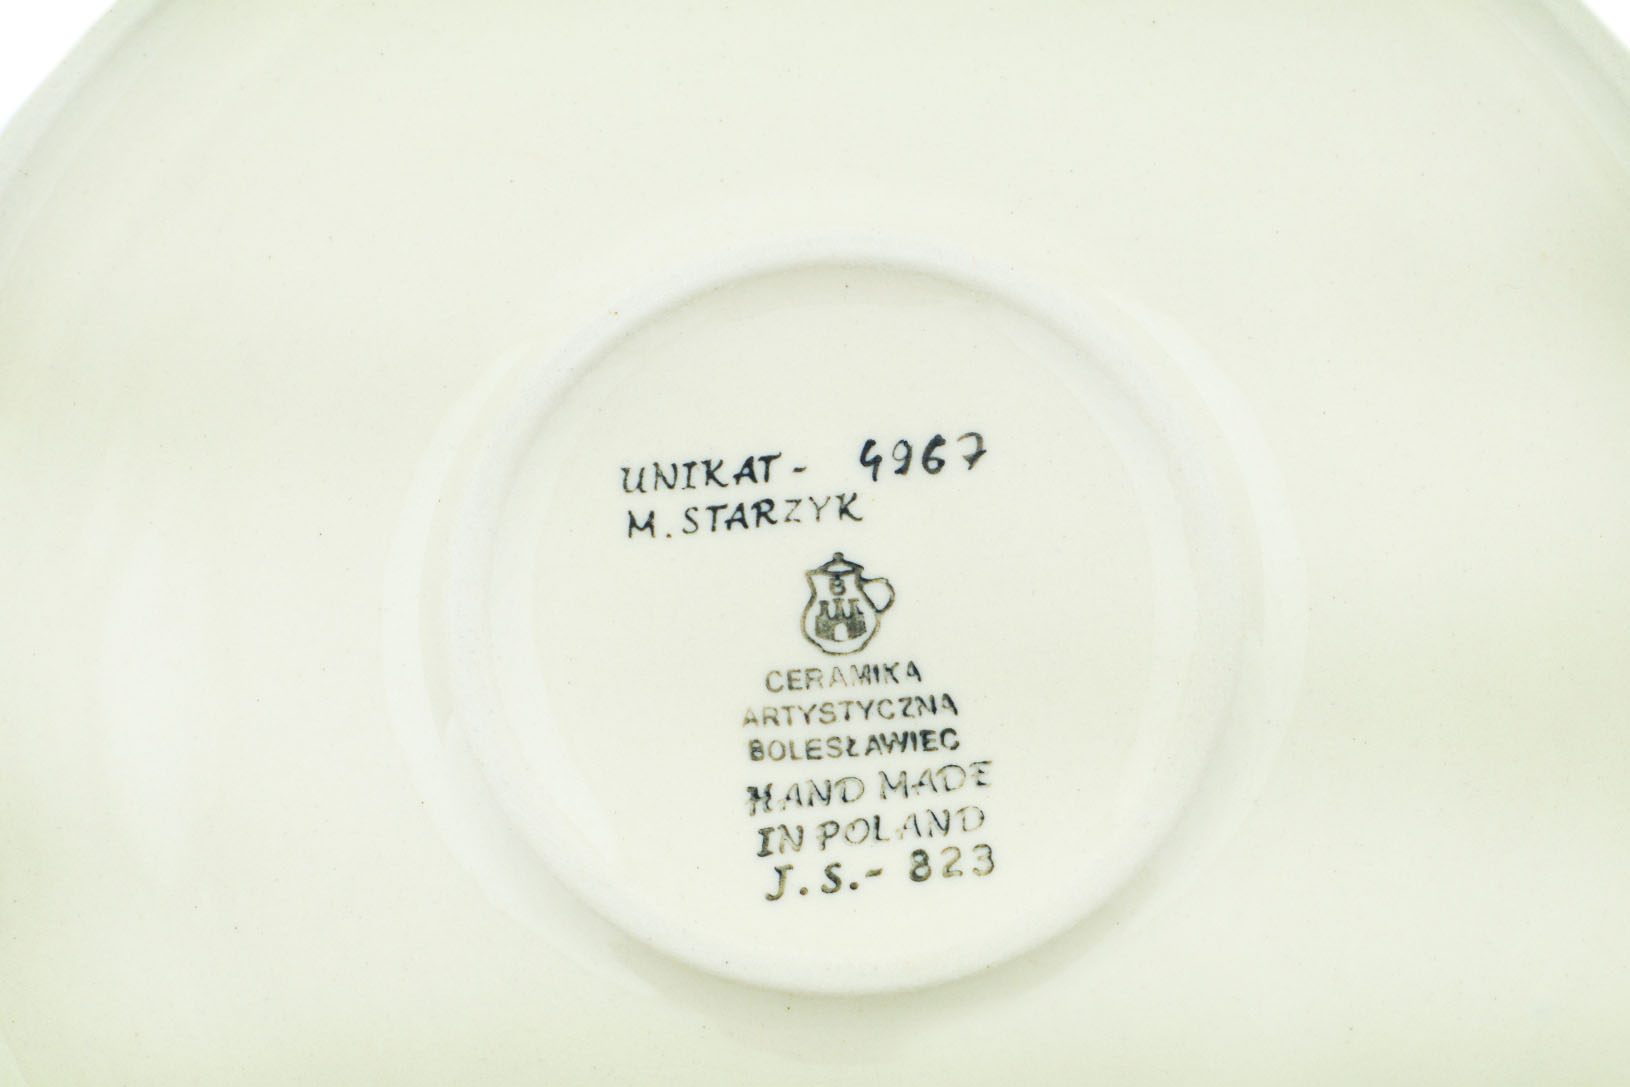 UNIKAT - 4967
M. STARZYK
B
CERAMIKA
ARTYSTYCZNA
BOLESŁAWIEC
HAND MADE
IN POLAND
J.S.- 823